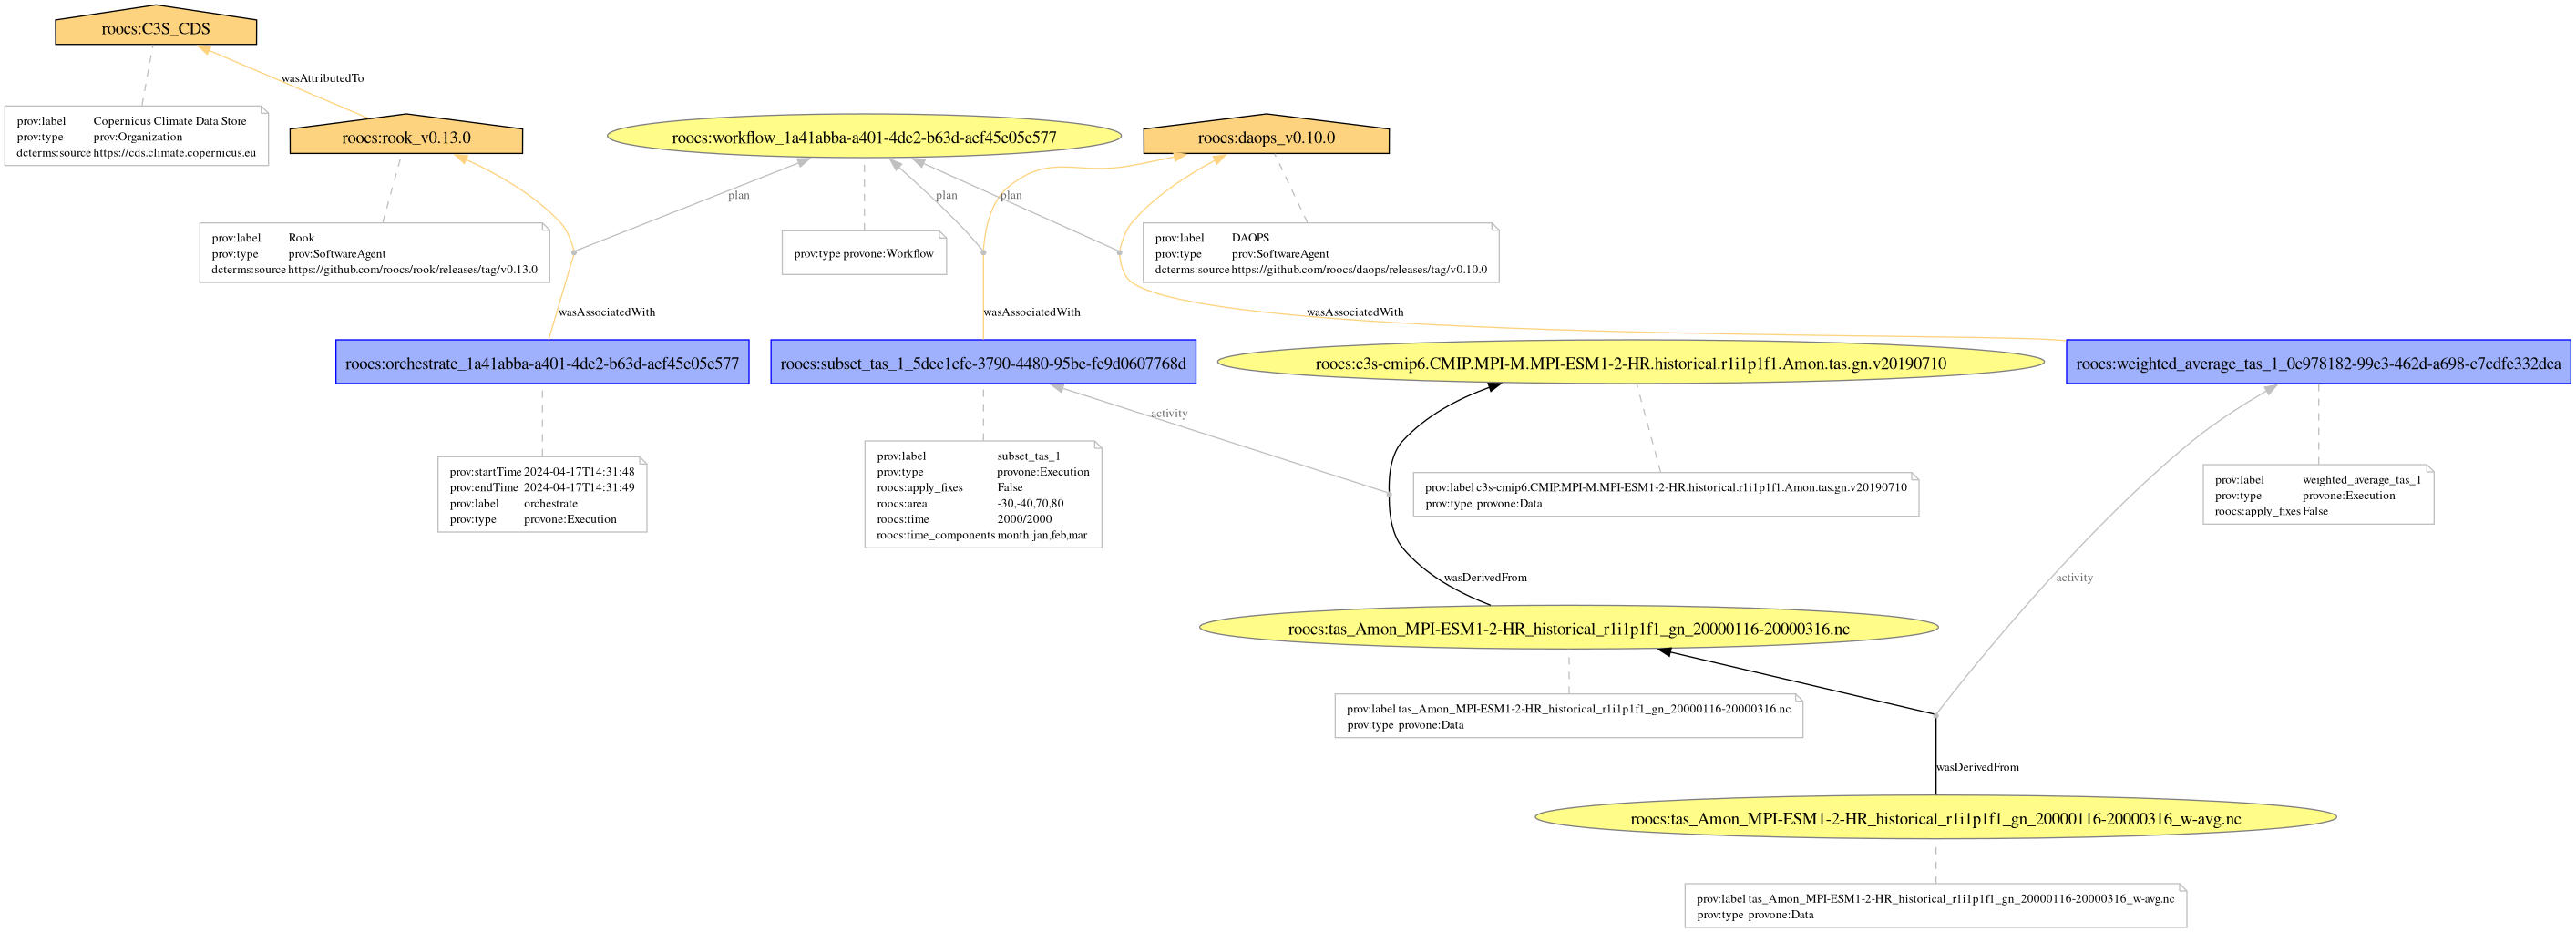 roocs:C3S_CDS
wasAttributedTo
prov:label Copernicus Climate Data Store
prov:type prov:Organization
dcterms:source https://cds.climate.copernicus.eu
roocs:rook_v0.13.0
roocs:workflow_1a41abba-a401-4de2-b63d-aef45e05e577
roocs:daops_v0.10.0
plan
plan
plan
prov:label Rook
prov:type prov:SoftwareAgent
dcterms:source https://github.com/roocs/rook/releases/tag/v0.13.0
prov:type provone:Workflow
prov:label DAOPS
prov:type prov:SoftwareAgent
dcterms:source https://github.com/roocs/daops/releases/tag/v0.10.0
wasAssociatedWith
wasAssociatedWith
wasAssociatedWith
roocs:orchestrate_1a41abba-a401-4de2-b63d-aef45e05e577
roocs:subset_tas_1_5dec1cfe-3790-4480-95be-fe9d0607768d
roocs:c3s-cmip6.CMIP.MPI-M.MPI-ESM1-2-HR.historical.r1i1p1f1.Amon.tas.gn.v20190710
roocs:weighted_average_tas_1_0c978182-99e3-462d-a698-c7cdfe332dca
activity
prov:startTime 2024-04-17T14:31:48
prov:endTime 2024-04-17T14:31:49
prov:label orchestrate
prov:type provone:Execution
prov:label subset_tas_1
prov:type provone:Execution
roocs:apply_fixes False
roocs:area -30,-40,70,80
roocs:time 2000/2000
roocs:time_components month:jan,feb,mar
prov:label c3s-cmip6.CMIP.MPI-M.MPI-ESM1-2-HR.historical.r1i1p1f1.Amon.tas.gn.v20190710
prov:type provone:Data
prov:label weighted_average_tas_1
prov:type provone:Execution
roocs:apply_fixes False
wasDerivedFrom
activity
roocs:tas_Amon_MPI-ESM1-2-HR_historical_r1i1p1f1_gn_20000116-20000316.nc
prov:label tas_Amon_MPI-ESM1-2-HR_historical_r1i1p1f1_gn_20000116-20000316.nc
prov:type provone:Data
wasDerivedFrom
roocs:tas_Amon_MPI-ESM1-2-HR_historical_r1i1p1f1_gn_20000116-20000316_w-avg.nc
prov:label tas_Amon_MPI-ESM1-2-HR_historical_r1i1p1f1_gn_20000116-20000316_w-avg.nc
prov:type provone:Data